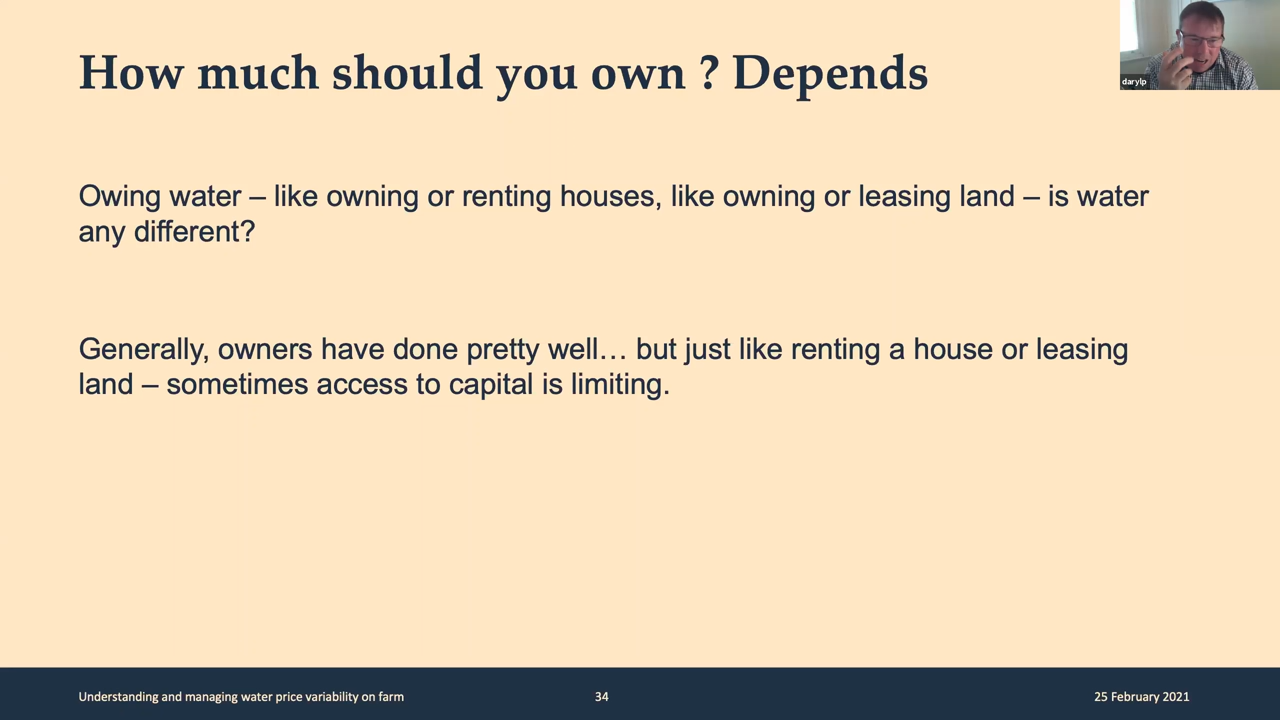 How much should you own ? Depends
darylp
Owing water – like owning or renting houses, like owning or leasing land – is water
any different?
Generally, owners have done pretty well… but just like renting a house or leasing
land – sometimes access to capital is limiting.
Understanding and managing water price variability on farm
34
25 February 2021